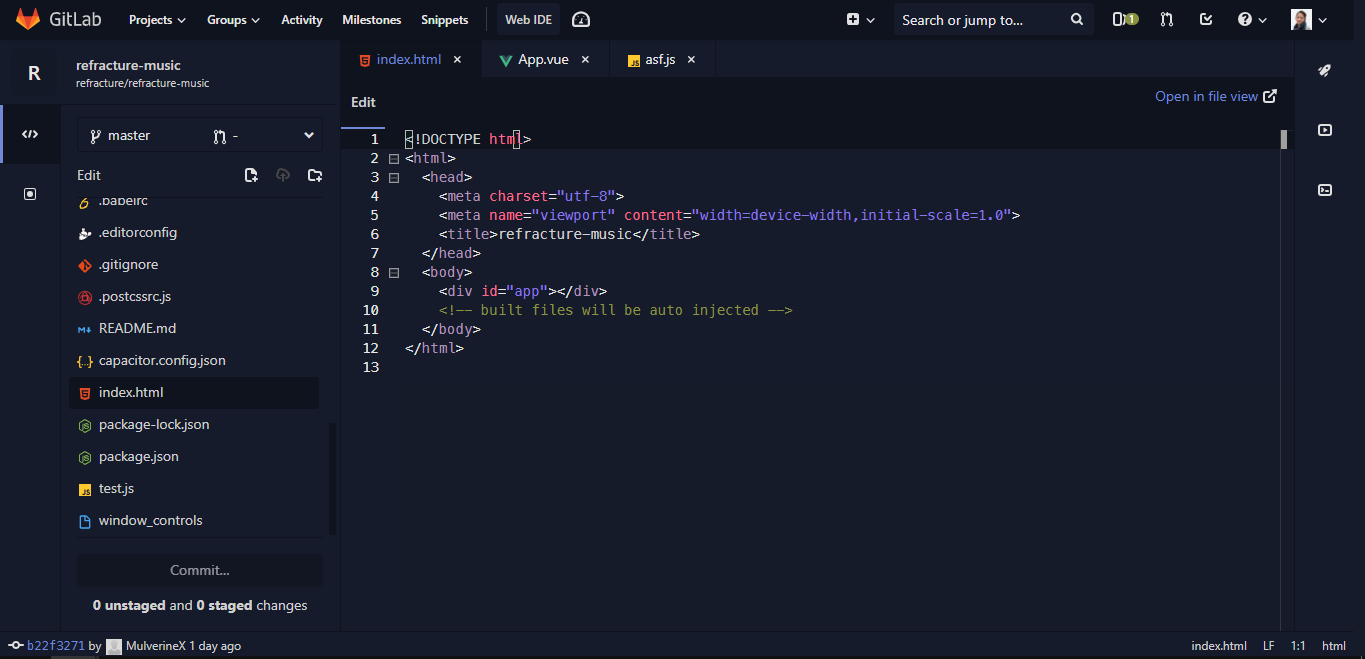 GitLab Projects Groups Activity Milestones Snippets Web IDE Search or jump to... 1
R refracture-music
refracture/refracture-music
index.html App.vue JS asf.js
Edit
Open in file view
master -
Edit
.babelrc
.editorconfig
.gitignore
.postcssrc.js
M README.md
{..} capacitor.config.json
index.html
package-lock.json
package.json
JS test.js
window_controls
Commit...
0 unstaged and 0 staged changes
1 <!DOCTYPE html>
2 <html>
3 <head>
4 <meta charset="utf-8">
5 <meta name="viewport" content="width=device-width,initial-scale=1.0">
6 <title>refracture-music</title>
7 </head>
8 <body>
9 <div id="app"></div>
10 <!-- built files will be auto injected -->
11 </body>
12 </html>
13
b22f3271 by MulverineX 1 day ago
index.html LF 1:1 html